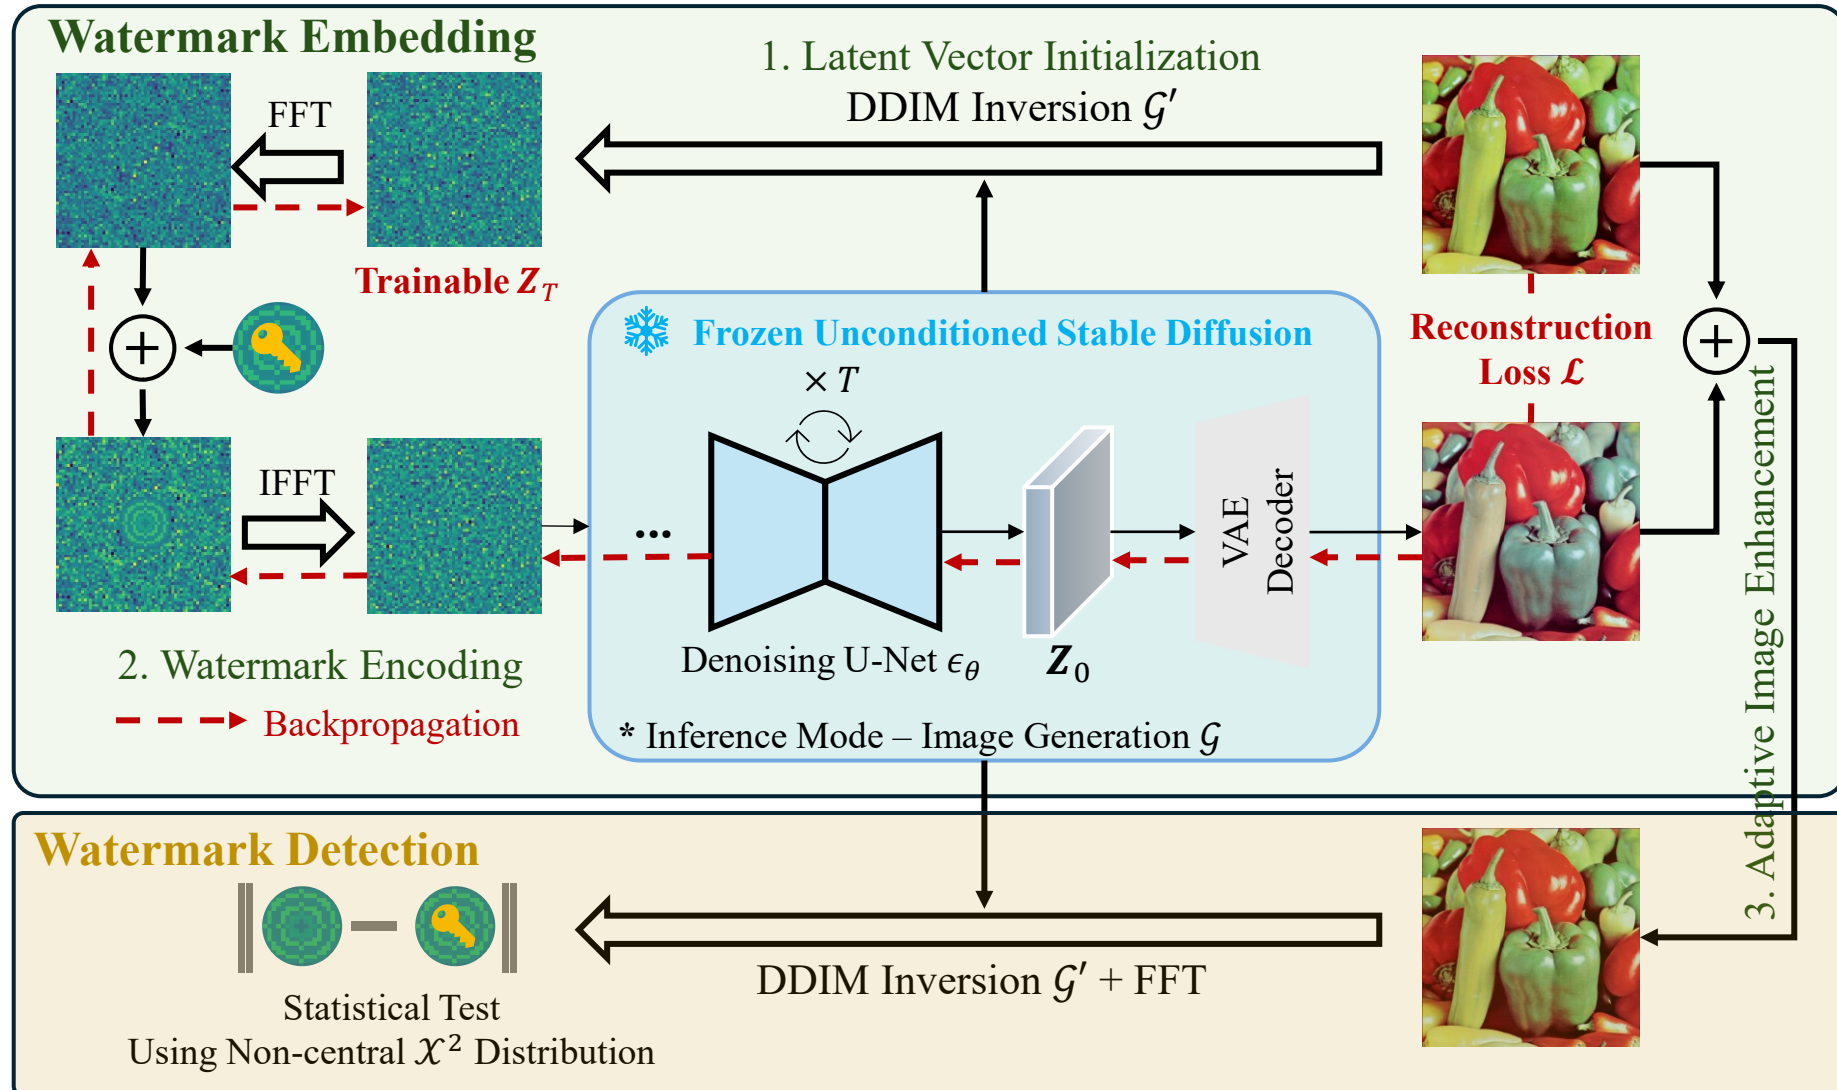 Watermark Embedding
1. Latent Vector Initialization
DDIM Inversion 𝒢′
FFT
Trainable Z_T
Frozen Unconditioned Stable Diffusion
× T
Reconstruction
Loss ℒ
IFFT
...
VAE
Decoder
Denoising U-Net ϵ_θ
Z_0
2. Watermark Encoding
Backpropagation
* Inference Mode – Image Generation 𝒢
3. Adaptive Image Enhancement
Watermark Detection
DDIM Inversion 𝒢′ + FFT
Statistical Test
Using Non-central 𝒳² Distribution